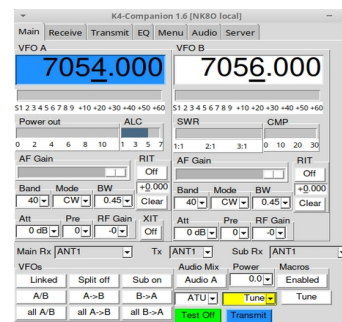 K4-Companion 1.6 [NK8O local]
Main Receive Transmit EQ Menu Audio Server
VFO A VFO B
7054.000 7056.000
S1 2 3 4 5 6 7 8 9 +10 +20 +30 +40 +50 +60 S1 2 3 4 5 6 7 8 9 +10 +20 +30 +40 +50 +60
Power out ALC SWR CMP
0 2 4 6 8 10 1 3 5 7 1:1 2:1 3:1 0 10 20 30
AF Gain RIT AF Gain RIT
Off Off
Band Mode BW +0.000 Band Mode BW +0.000
40 CW 0.45 Clear 40 CW 0.45 Clear
Att Pre RF Gain XIT Att Pre RF Gain
0 dB 0 -0 Off 0 dB 0 -0
Main Rx ANT1 Tx ANT1 Sub Rx ANT1
VFOs Audio Mix Power Macros
Linked Split off Sub on Audio A 0.0 Enabled
A/B A->B B->A ATU Tune Tune
all A/B all A->B all B->A Test Off Transmit